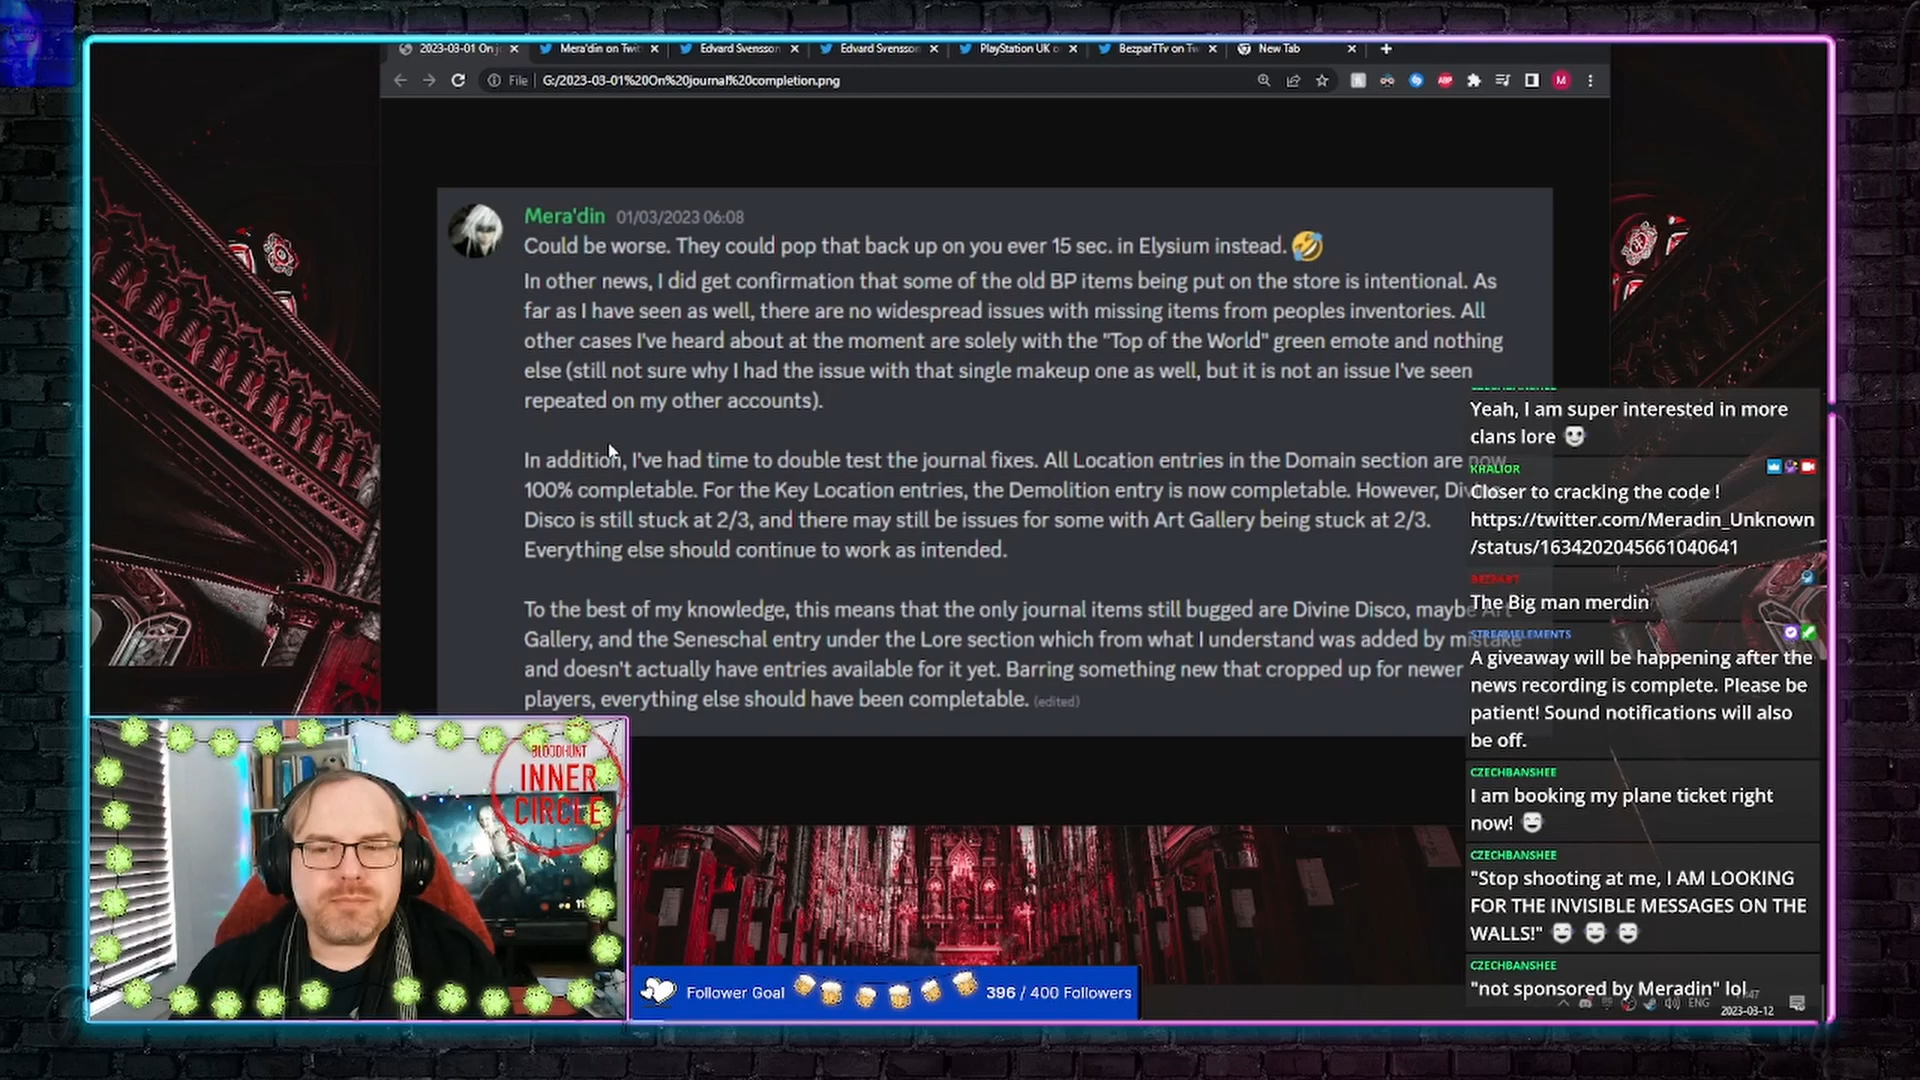 2023-03-01 On jo
Mera'din on Twit
Edvard Svensson
Edvard Svensson
PlayStation UK o
BezparTTv on Tw
New Tab
File
G:/2023-03-01%20On%20journal%20completion.png
ABP
M
Mera'din 01/03/2023 06:08
Could be worse. They could pop that back up on you ever 15 sec. in Elysium instead. 🤣
In other news, I did get confirmation that some of the old BP items being put on the store is intentional. As
far as I have seen as well, there are no widespread issues with missing items from peoples inventories. All
other cases I've heard about at the moment are solely with the "Top of the World" green emote and nothing
else (still not sure why I had the issue with that single makeup one as well, but it is not an issue I've seen
repeated on my other accounts).
In addition, I've had time to double test the journal fixes. All Location entries in the Domain section are now
100% completable. For the Key Location entries, the Demolition entry is now completable. However, Div
Disco is still stuck at 2/3, and there may still be issues for some with Art Gallery being stuck at 2/3.
Everything else should continue to work as intended.
To the best of my knowledge, this means that the only journal items still bugged are Divine Disco, maybe Art
Gallery, and the Seneschal entry under the Lore section which from what I understand was added by mistake
and doesn't actually have entries available for it yet. Barring something new that cropped up for newer
players, everything else should have been completable. (edited)
Yeah, I am super interested in more
clans lore
KHALIOR
Closer to cracking the code !
https://twitter.com/Meradin_Unknown
/status/1634202045661040641
The Big man merdin
STREAMELEMENTS
A giveaway will be happening after the
news recording is complete. Please be
patient! Sound notifications will also
be off.
CZECHBANSHEE
I am booking my plane ticket right
now!
CZECHBANSHEE
"Stop shooting at me, I AM LOOKING
FOR THE INVISIBLE MESSAGES ON THE
WALLS!"
CZECHBANSHEE
"not sponsored by Meradin" lol
ENG
2023-03-12
BLOODHUNT
INNER
CIRCLE
Follower Goal
396 / 400 Followers